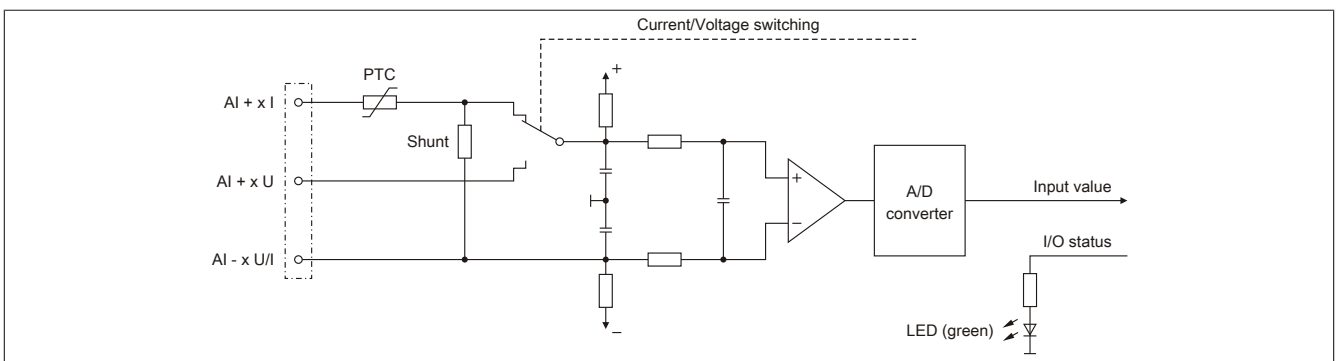 Current/Voltage switching
PTC
AI + x I
Shunt
AI + x U
AI - x U/I
+
+
−
−
A/D
converter
Input value
I/O status
LED (green)